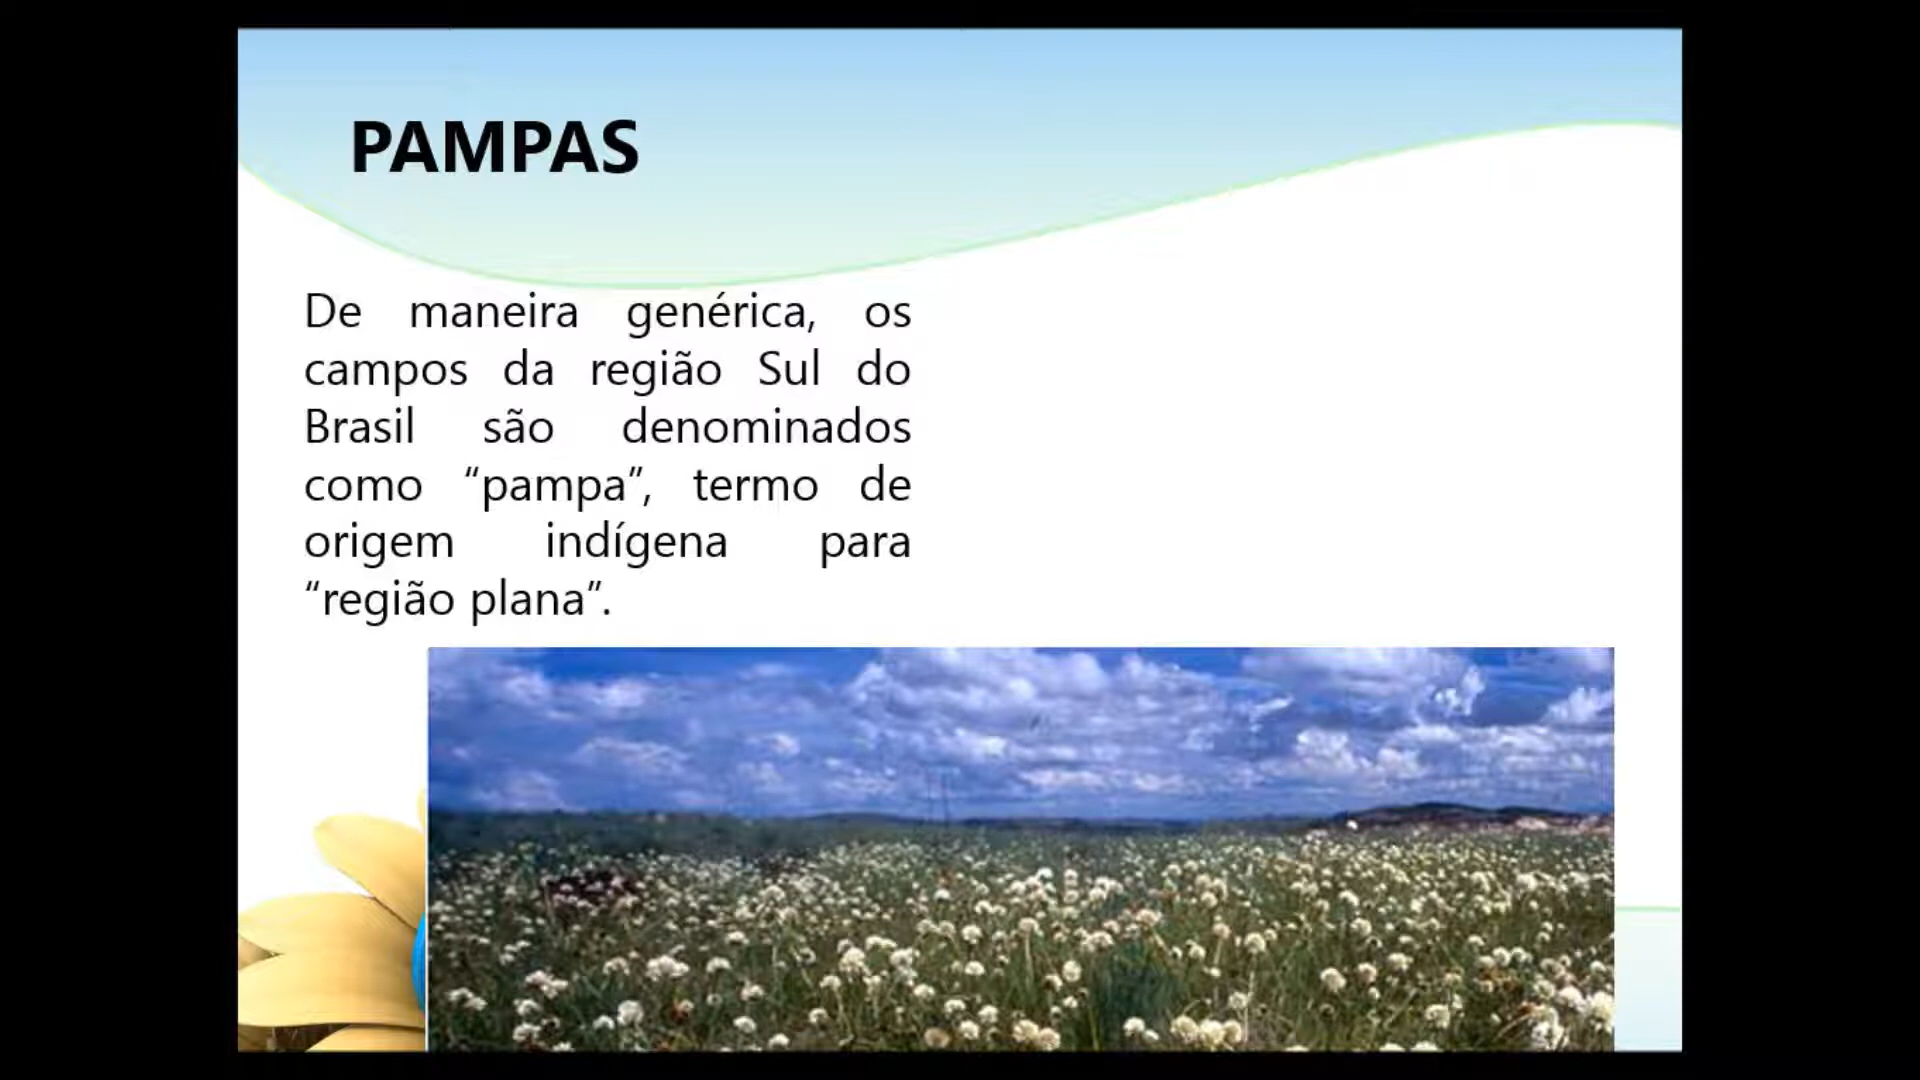 PAMPAS
De maneira genérica, os
campos da região Sul do
Brasil são denominados
como “pampa”, termo de
origem indígena para
“região plana”.